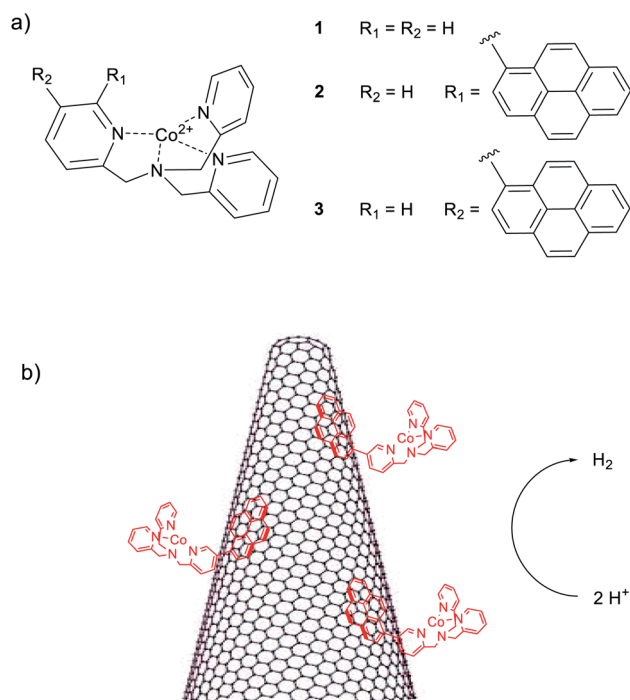 a)
R₂
R₁
N
Co²⁺
N
N
N
1 R₁ = R₂ = H
2 R₂ = H R₁ =
3 R₁ = H R₂ =
b)
N
Co
N
N
N
N
Co
N
N
N
N
Co
N
N
N
N
H₂
2 H⁺